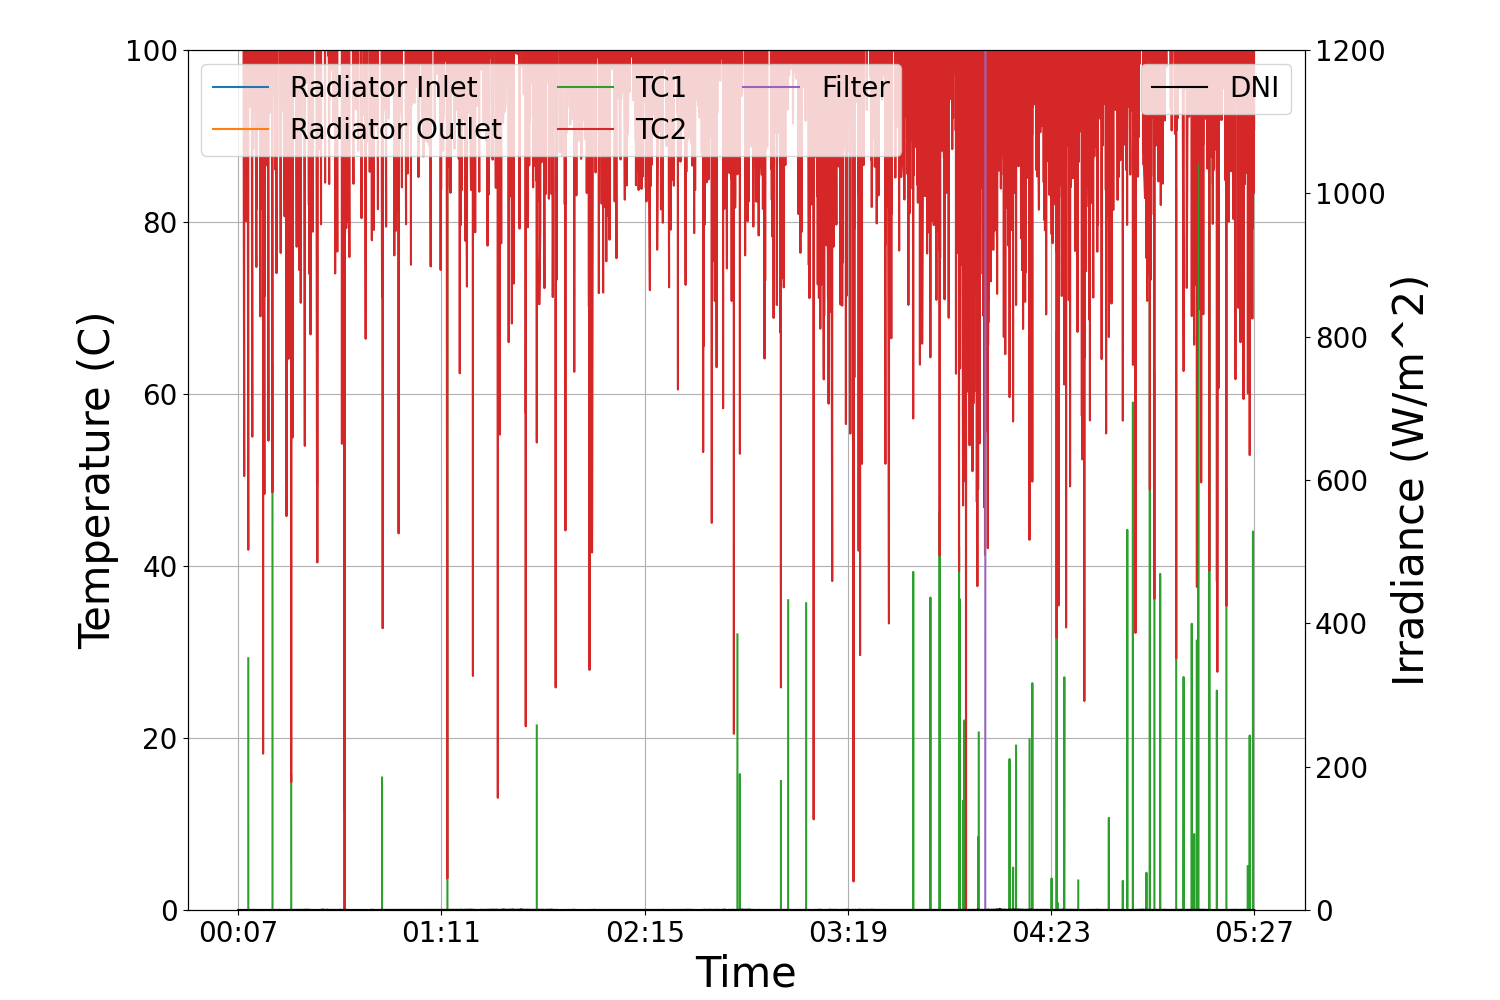 100
80
60
40
20
0
Temperature (C)
Radiator Inlet
Radiator Outlet
TC1
TC2
Filter
DNI
1200
1000
800
600
400
200
0
Irradiance (W/m^2)
00:07
01:11
02:15
03:19
04:23
05:27
Time